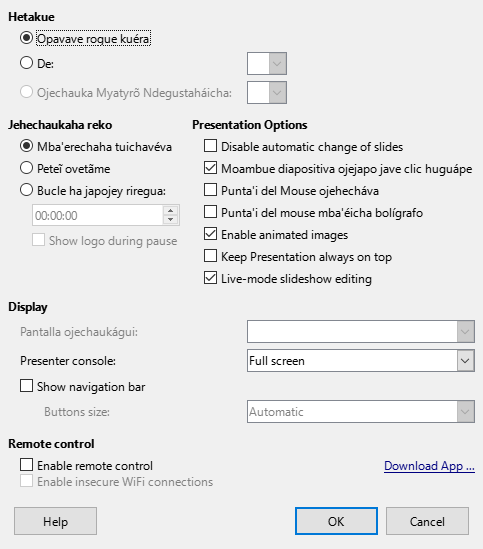 Hetakue
Opavave rogue kuéra
De:
Ojechauka Myatyrõ Ndegustaháicha:
Jehechaukaha reko
Mba'erechaha tuichavéva
Peteĩ ovetãme
Bucle ha japojey riregua:
00:00:00
Show logo during pause
Presentation Options
Disable automatic change of slides
Moambue diapositiva ojejapo jave clic huguápe
Punta'i del Mouse ojehecháva
Punta'i del mouse mba'éicha bolígrafo
Enable animated images
Keep Presentation always on top
Live-mode slideshow editing
Display
Pantalla ojechaukágui:
Presenter console:
Full screen
Show navigation bar
Buttons size:
Automatic
Remote control
Enable remote control
Download App ...
Enable insecure WiFi connections
Help
OK
Cancel